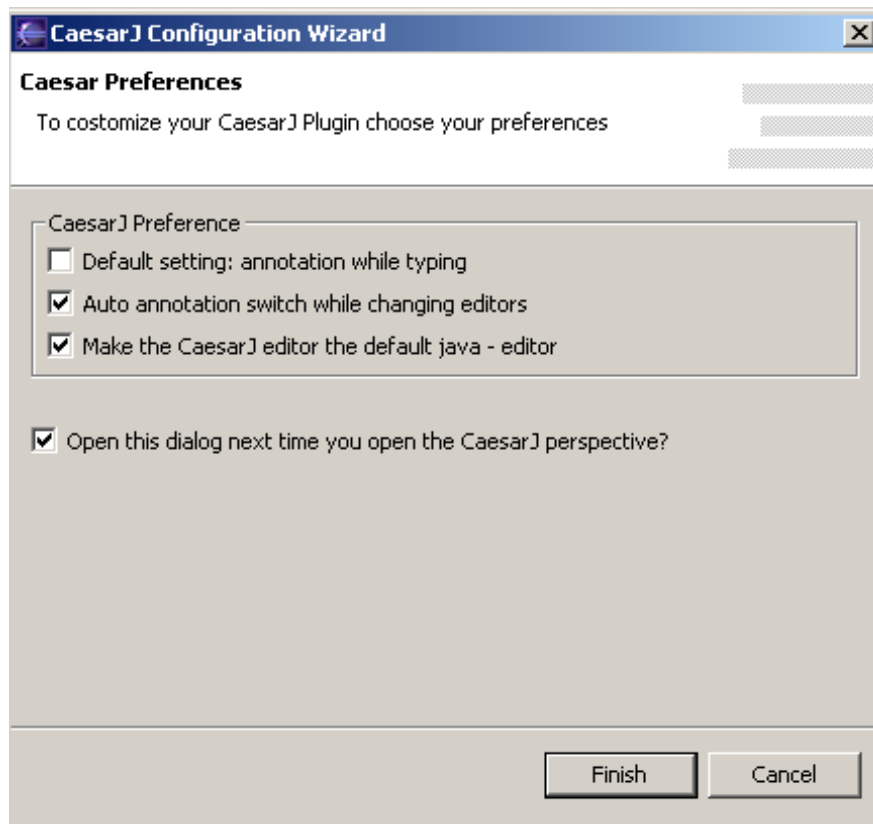 CaesarJ Configuration Wizard
Caesar Preferences
To costomize your CaesarJ Plugin choose your preferences
CaesarJ Preference
Default setting: annotation while typing
Auto annotation switch while changing editors
Make the CaesarJ editor the default java - editor
Open this dialog next time you open the CaesarJ perspective?
Finish
Cancel